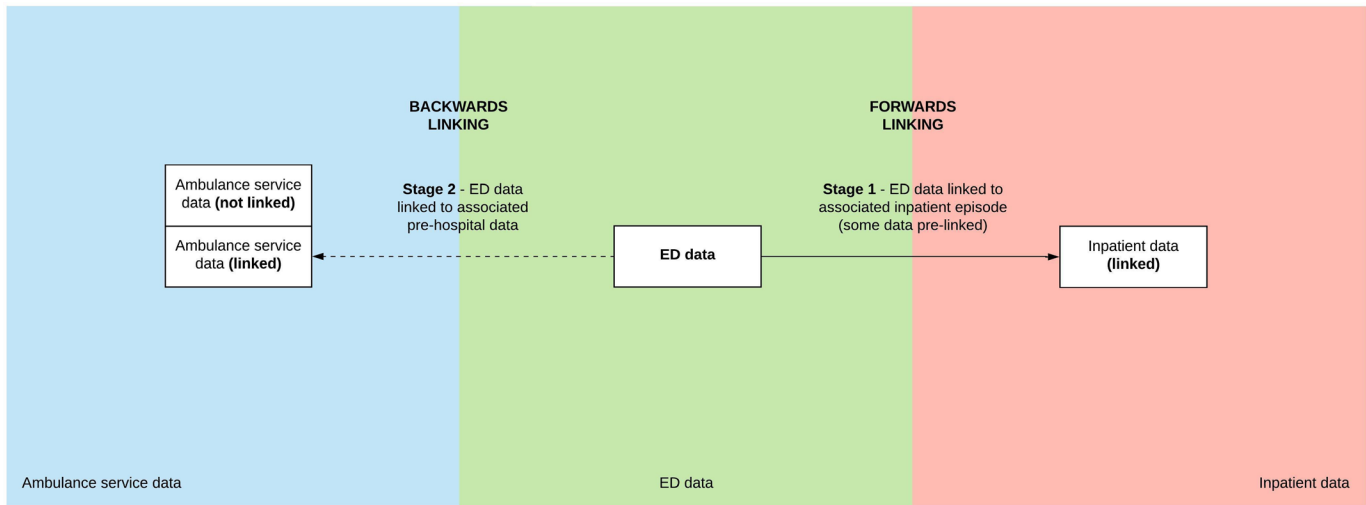 BACKWARDS
LINKING
FORWARDS
LINKING
Ambulance service
data (not linked)
Ambulance service
data (linked)
Stage 2 - ED data
linked to associated
pre-hospital data
ED data
Stage 1 - ED data linked to
associated inpatient episode
(some data pre-linked)
Inpatient data
(linked)
Ambulance service data
ED data
Inpatient data